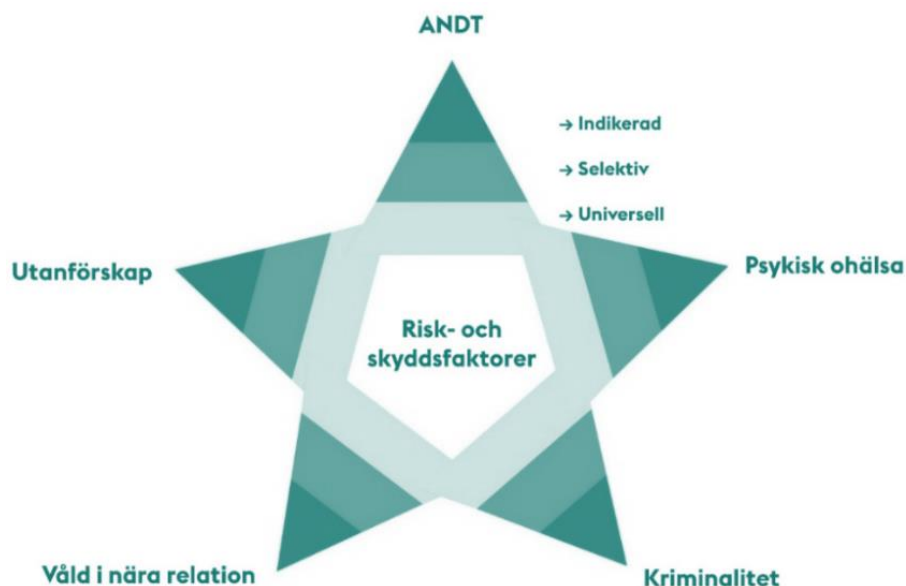 ANDT
→ Indikerad
→ Selektiv
→ Universell
Utanförskap
Psykisk ohälsa
Risk- och
skyddsfaktorer
Våld i nära relation
Kriminalitet